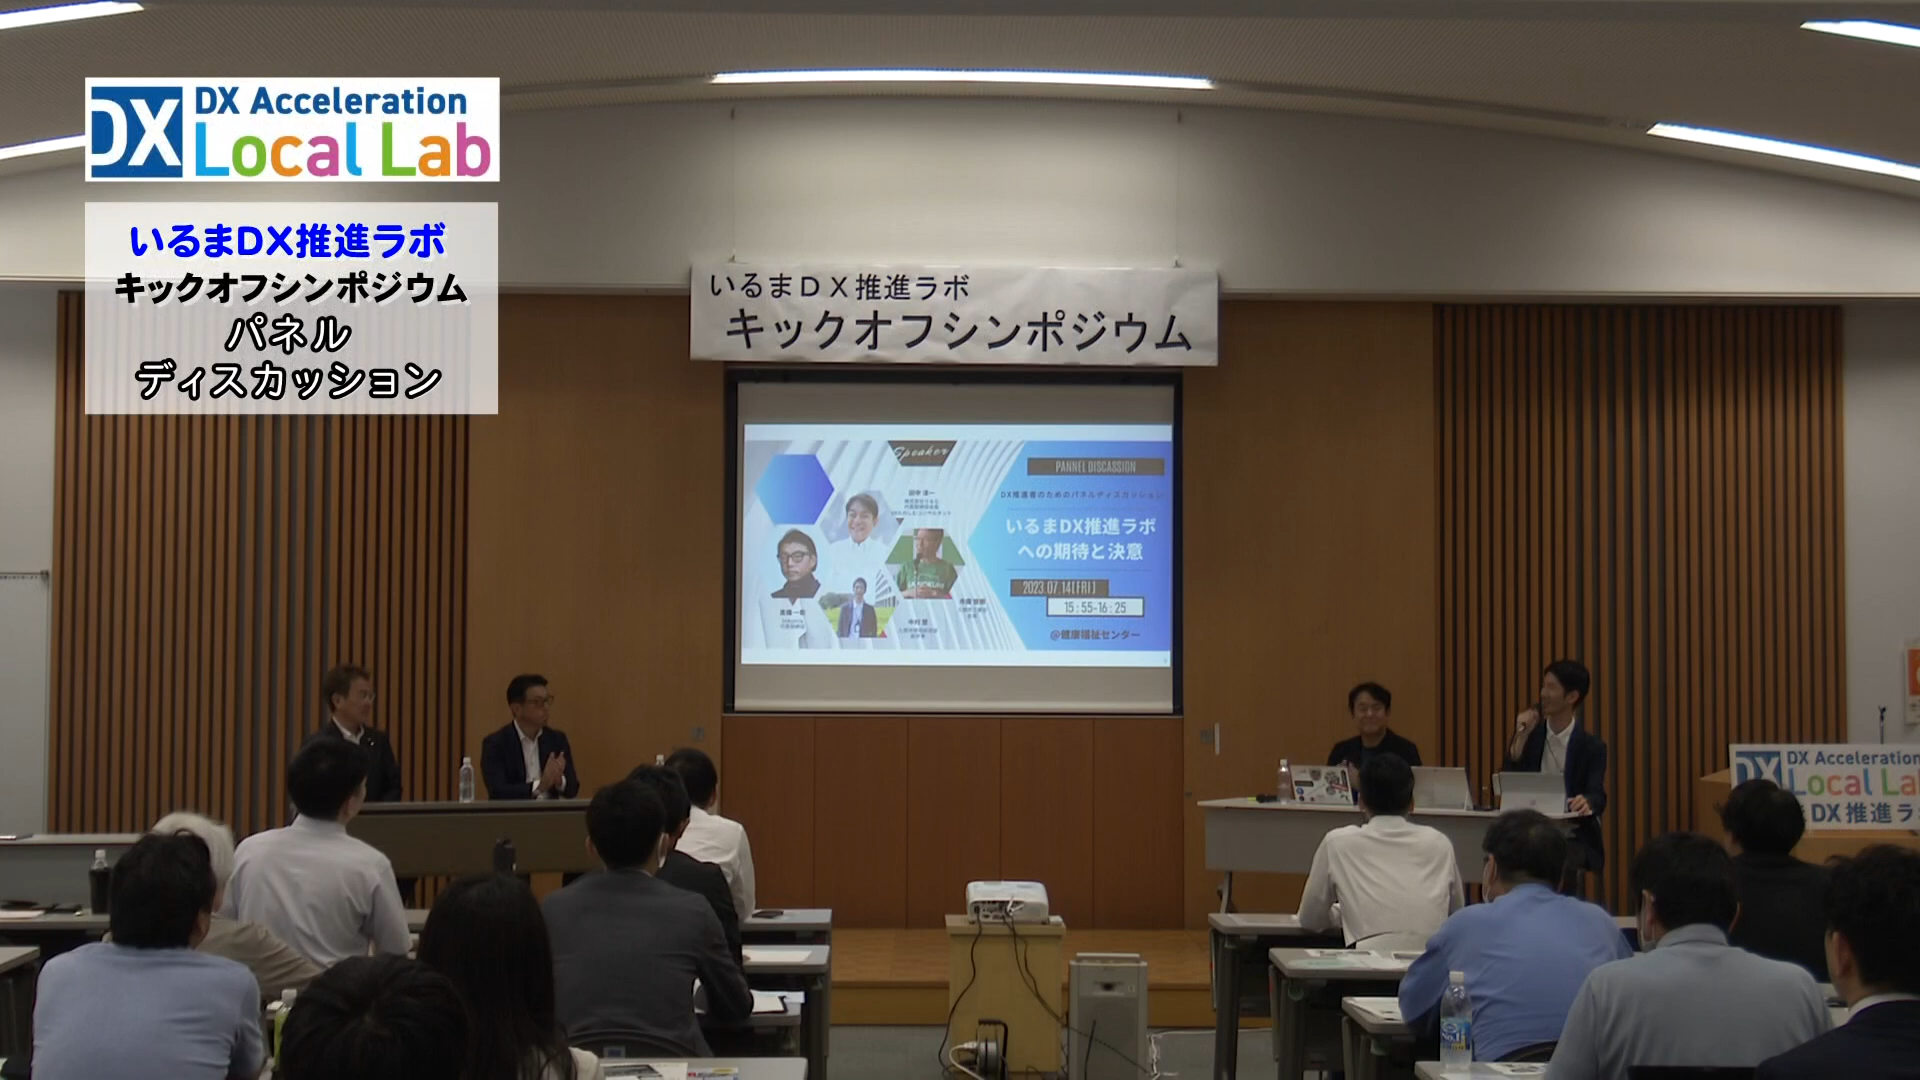 DX
DX Acceleration
Local Lab
いるまDX推進ラボ
キックオフシンポジウム
パネル
ディスカッション
いるまDX推進ラボ
キックオフシンポジウム
Speaker
PANNEL DISCASSION
DX推進者のためのパネルディスカッション
いるまDX推進ラボ
への期待と決意
2023.07.14[FRI]
15:55-16:25
@健康福祉センター
DX
DX Acceleration
Local La
DX推進ラ